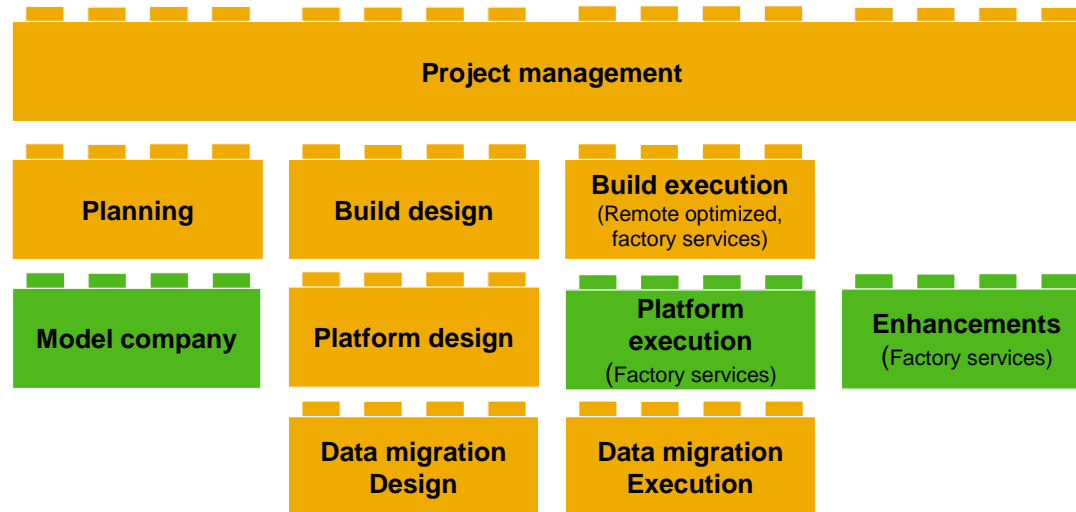 Project management
Planning
Build design
Build execution
(Remote optimized,
factory services)
Model company
Platform design
Platform
execution
(Factory services)
Enhancements
(Factory services)
Data migration
Design
Data migration
Execution